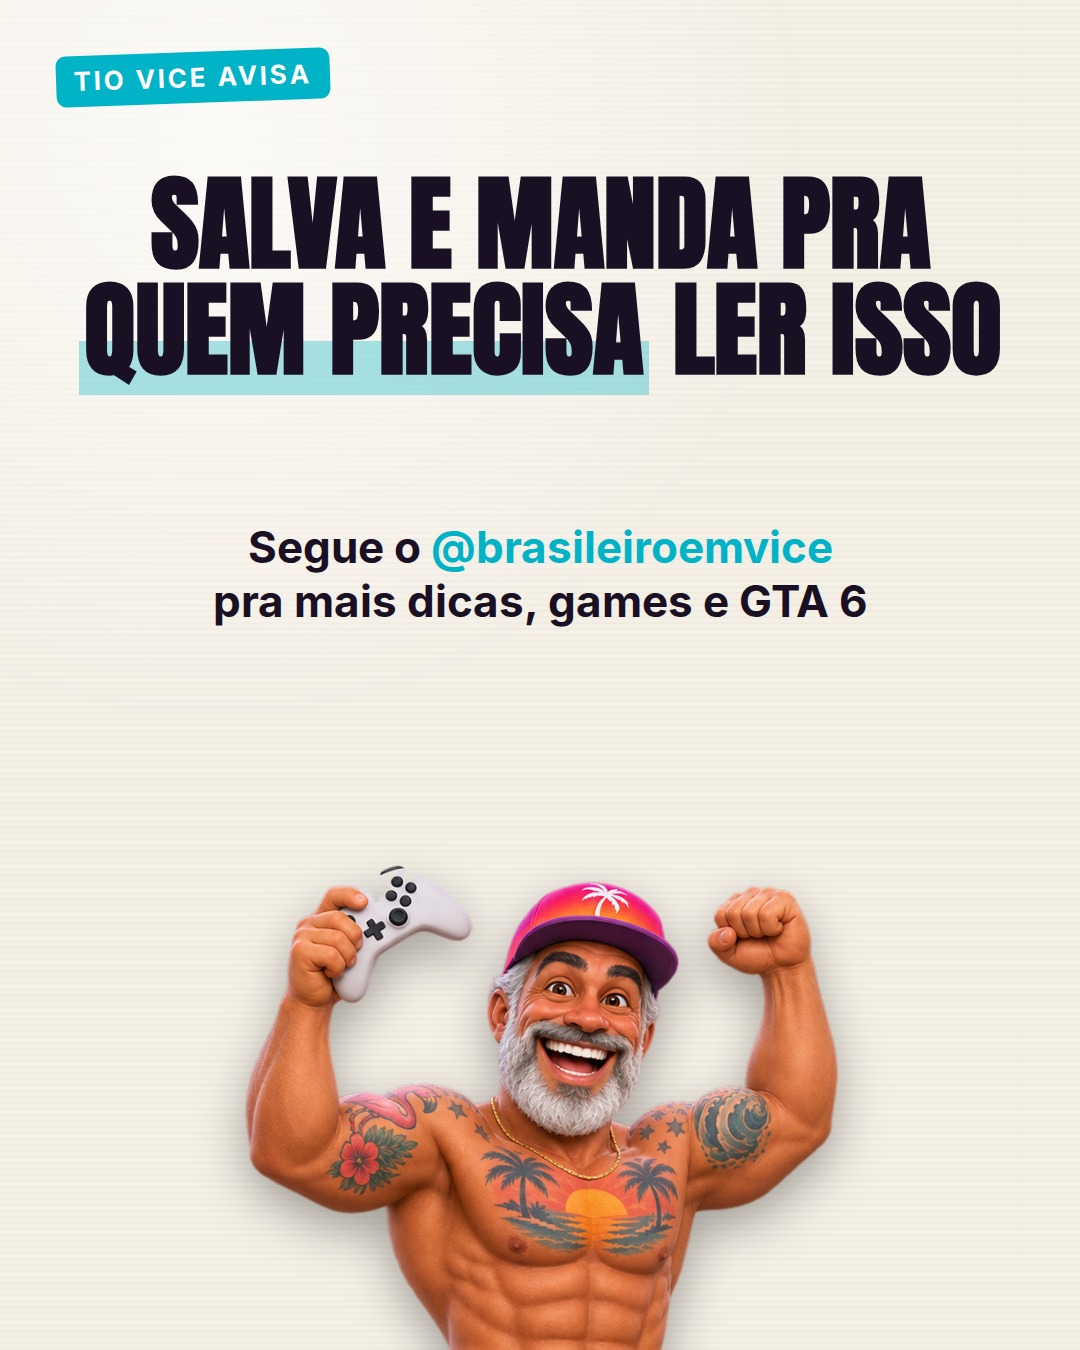 TIO VICE AVISA
SALVA E MANDA PRA
QUEM PRECISA LER ISSO
Segue o @brasileiroemvice
pra mais dicas, games e GTA 6